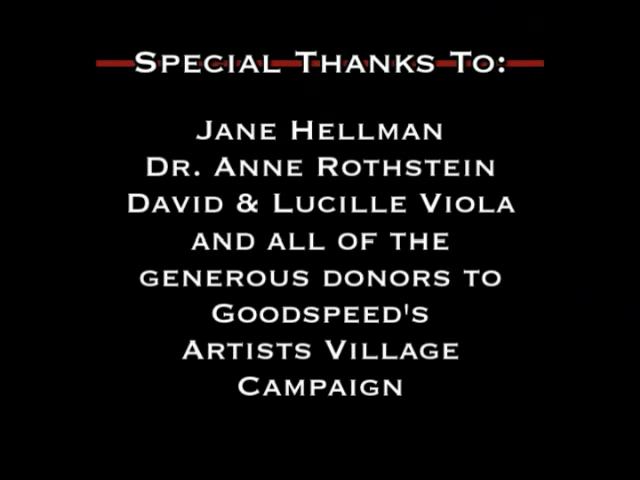 SPECIAL THANKS TO:
JANE HELLMAN
DR. ANNE ROTHSTEIN
DAVID & LUCILLE VIOLA
AND ALL OF THE
GENEROUS DONORS TO
GOODSPEED'S
ARTISTS VILLAGE
CAMPAIGN